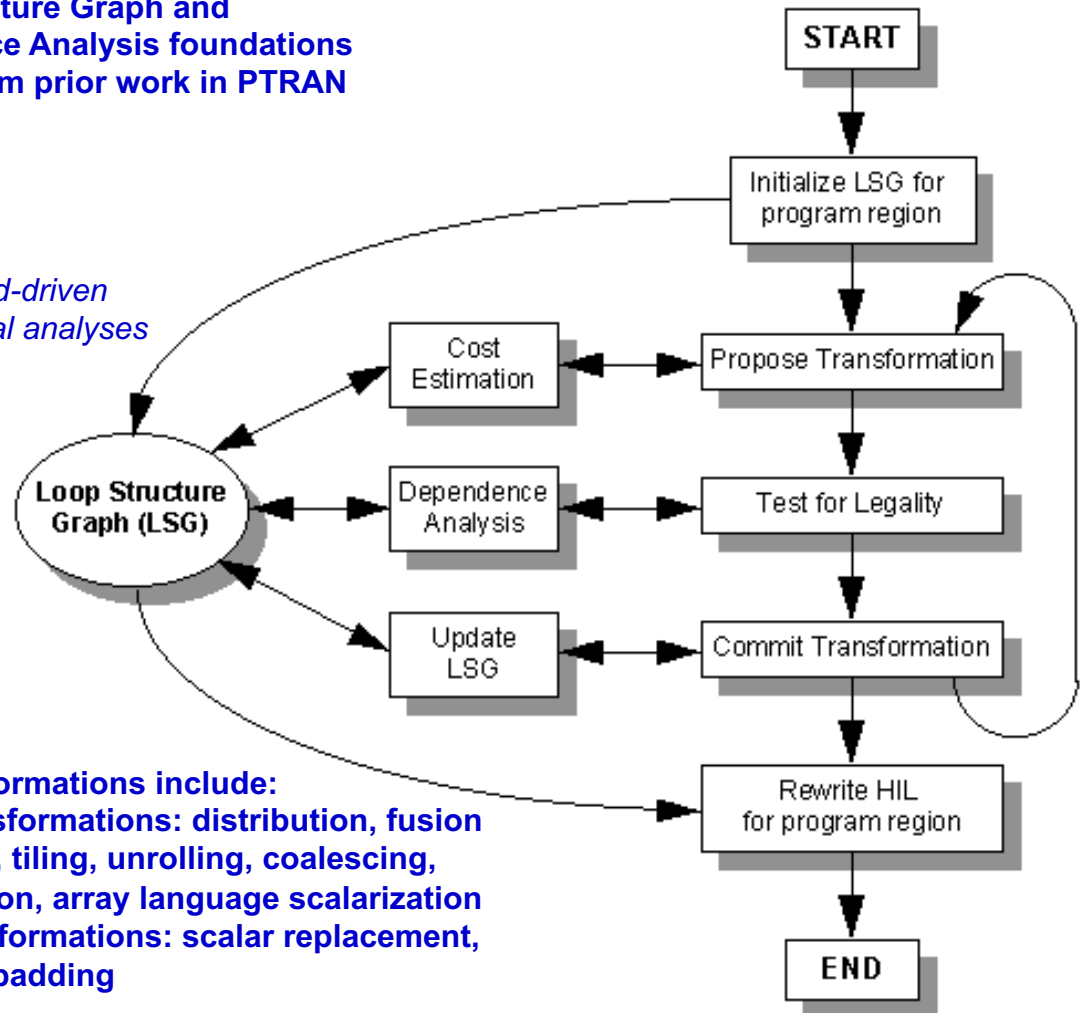 ture Graph and
ce Analysis foundations
m prior work in PTRAN
d-driven
al analyses
START
Initialize LSG for
program region
Cost
Estimation
Propose Transformation
Loop Structure
Graph (LSG)
Dependence
Analysis
Test for Legality
Update
LSG
Commit Transformation
ormations include:
sformations: distribution, fusion
, tiling, unrolling, coalescing,
on, array language scalarization
formations: scalar replacement,
padding
Rewrite HIL
for program region
END